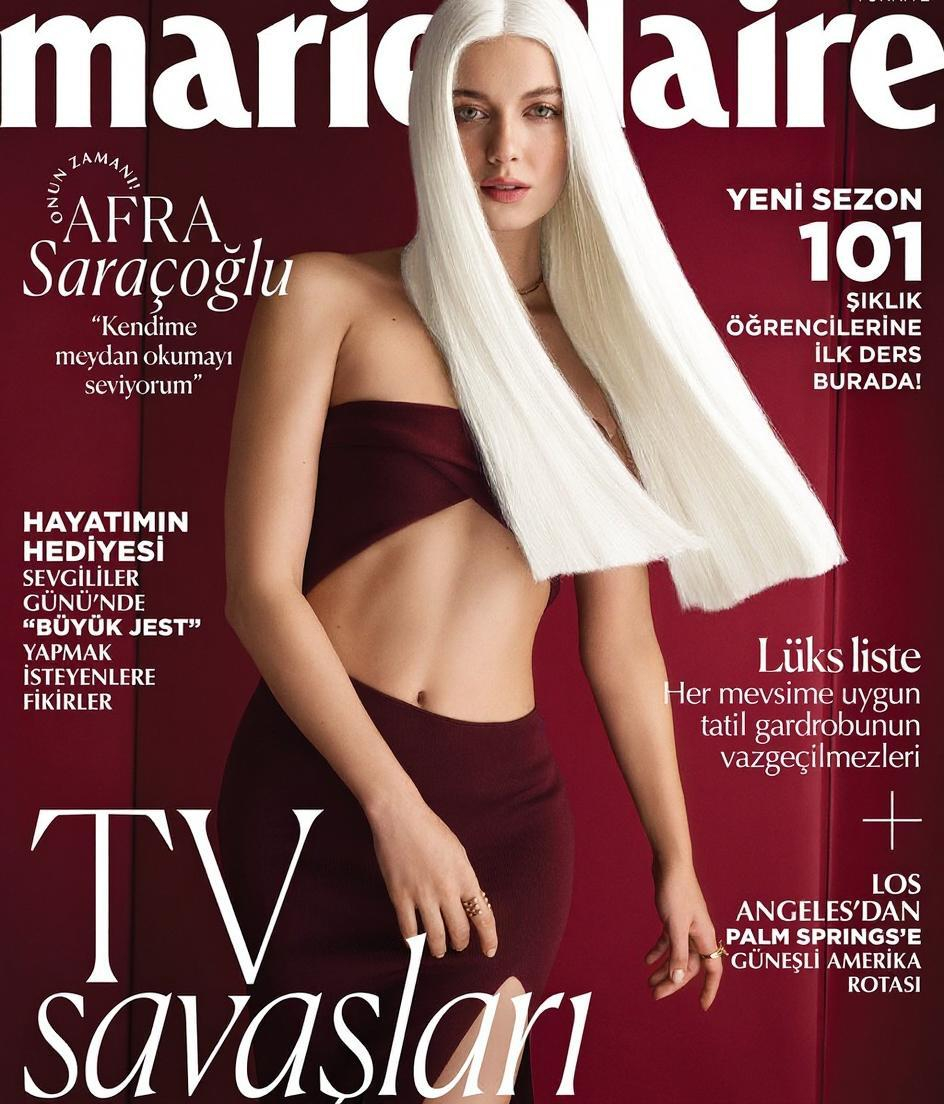 marie claire
ONUN ZAMANI!
AFRA
Saraçoğlu
“Kendime
meydan okumayı
seviyorum”
YENİ SEZON
101
ŞIKLIK
ÖĞRENCİLERİNE
İLK DERS
BURADA!
HAYATIMIN
HEDİYESİ
SEVGİLİLER
GÜNÜ’NDE
“BÜYÜK JEST”
YAPMAK
İSTEYENLERE
FİKİRLER
Lüks liste
Her mevsime uygun
tatil gardrobunun
vazgeçilmezleri
+
LOS
ANGELES’DAN
PALM SPRINGS’E
GÜNEŞLİ AMERİKA
ROTASI
TV
savaşları